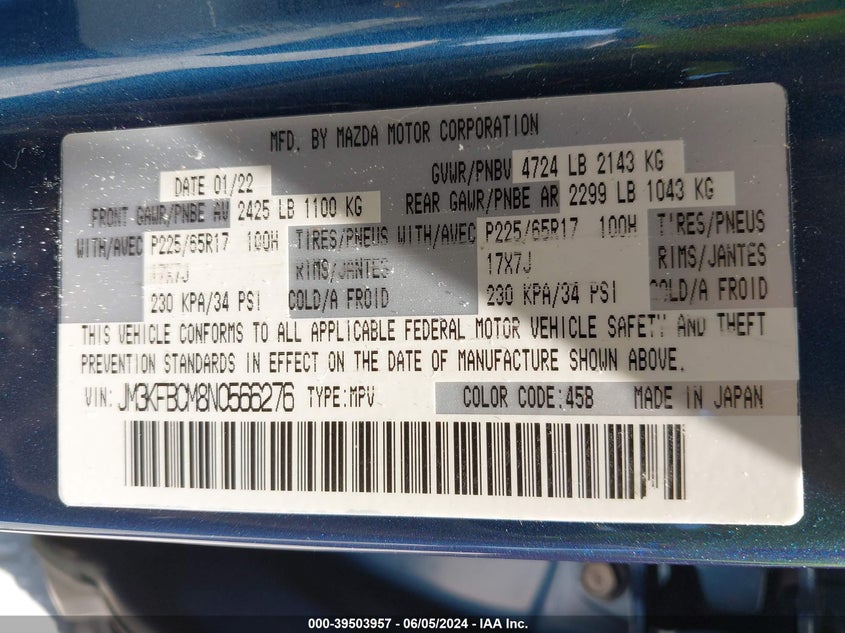 MFD. BY MAZDA MOTOR CORPORATION
DATE 01/22 GVWR/PNBV 4724 LB 2143 KG
FRONT GAWR/PNBE AV 2425 LB 1100 KG REAR GAWR/PNBE AR 2299 LB 1043 KG
WITH/AVEC P225/65R17 100H TIRES/PNEUS WITH/AVEC P225/65R17 100H TIRES/PNEUS
17X7J RIMS/JANTES 17X7J RIMS/JANTES
230 KPA/34 PSI COLD/A FROID 230 KPA/34 PSI COLD/A FROID
THIS VEHICLE CONFORMS TO ALL APPLICABLE FEDERAL MOTOR VEHICLE SAFETY AND THEFT
PREVENTION STANDARDS IN EFFECT ON THE DATE OF MANUFACTURE SHOWN ABOVE.
VIN: JM3KFBCM8N0566276 TYPE:MPV COLOR CODE:45B MADE IN JAPAN
000-39503957 - 06/05/2024 - IAA Inc.